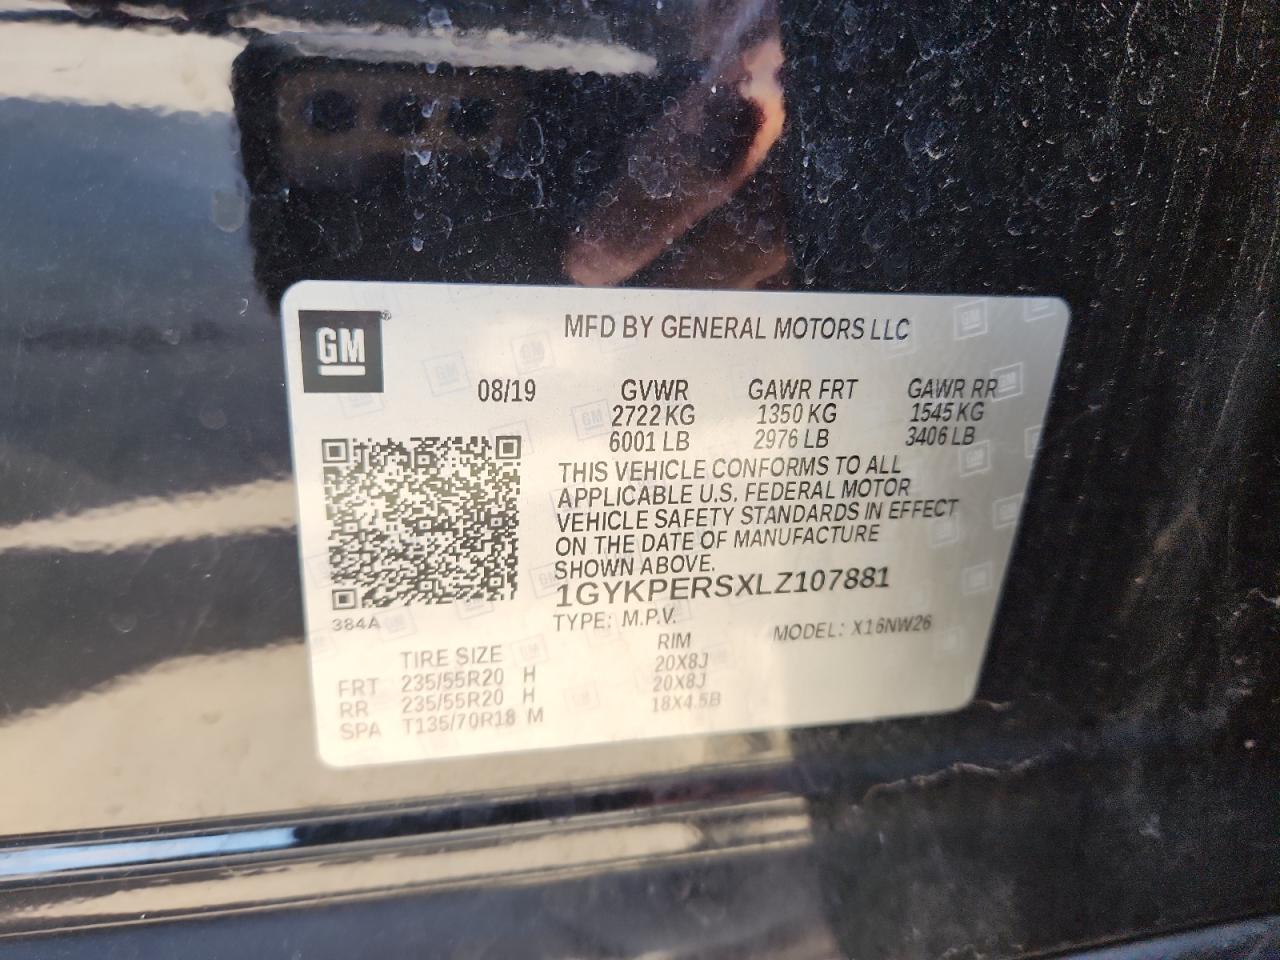 GM®
MFD BY GENERAL MOTORS LLC
08/19 GVWR GAWR FRT GAWR RR
2722 KG 1350 KG 1545 KG
6001 LB 2976 LB 3406 LB
THIS VEHICLE CONFORMS TO ALL
APPLICABLE U.S. FEDERAL MOTOR
VEHICLE SAFETY STANDARDS IN EFFECT
ON THE DATE OF MANUFACTURE
SHOWN ABOVE.
1GYKPERSXLZ107881
384A
TYPE: M.P.V. MODEL: X16NW26
TIRE SIZE RIM
FRT 235/55R20 H 20X8J
RR 235/55R20 H 20X8J
SPA T135/70R18 M 18X4.5B